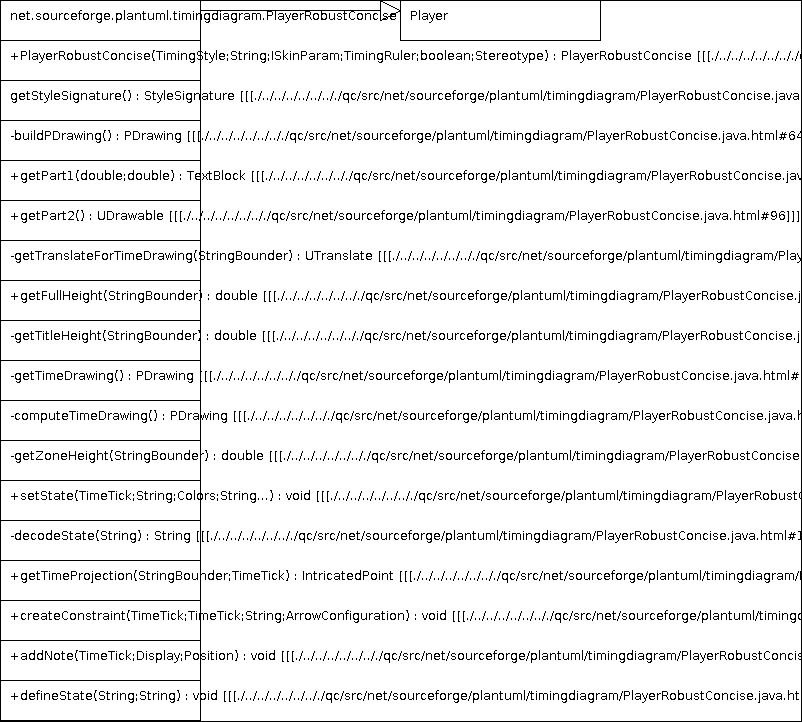 net.sourceforge.plantuml.timingdiagram.PlayerRobustConcise Player
+PlayerRobustConcise(TimingStyle;String;ISkinParam;TimingRuler;boolean;Stereotype) : PlayerRobustConcise [[[./../../../../../../
getStyleSignature() : StyleSignature [[[./../../../../../../qc/src/net/sourceforge/plantuml/timingdiagram/PlayerRobustConcise.java
-buildPDrawing() : PDrawing [[[./../../../../../../qc/src/net/sourceforge/plantuml/timingdiagram/PlayerRobustConcise.java.html#64
+getPart1(double;double) : TextBlock [[[./../../../../../../qc/src/net/sourceforge/plantuml/timingdiagram/PlayerRobustConcise.jav
+getPart2() : UDrawable [[[./../../../../../../qc/src/net/sourceforge/plantuml/timingdiagram/PlayerRobustConcise.java.html#96]]]
-getTranslateForTimeDrawing(StringBounder) : UTranslate [[[./../../../../../../qc/src/net/sourceforge/plantuml/timingdiagram/Play
+getFullHeight(StringBounder) : double [[[./../../../../../../qc/src/net/sourceforge/plantuml/timingdiagram/PlayerRobustConcise.j
-getTitleHeight(StringBounder) : double [[[./../../../../../../qc/src/net/sourceforge/plantuml/timingdiagram/PlayerRobustConcise.j
-getTimeDrawing() : PDrawing [[[./../../../../../../qc/src/net/sourceforge/plantuml/timingdiagram/PlayerRobustConcise.java.html#
-computeTimeDrawing() : PDrawing [[[./../../../../../../qc/src/net/sourceforge/plantuml/timingdiagram/PlayerRobustConcise.java.h
-getZoneHeight(StringBounder) : double [[[./../../../../../../qc/src/net/sourceforge/plantuml/timingdiagram/PlayerRobustConcise
+setState(TimeTick;String;Colors;String...) : void [[[./../../../../../../qc/src/net/sourceforge/plantuml/timingdiagram/PlayerRobustC
-decodeState(String) : String [[[./../../../../../../qc/src/net/sourceforge/plantuml/timingdiagram/PlayerRobustConcise.java.html#1
+getTimeProjection(StringBounder;TimeTick) : IntricatedPoint [[[./../../../../../../qc/src/net/sourceforge/plantuml/timingdiagram/
+createConstraint(TimeTick;TimeTick;String;ArrowConfiguration) : void [[[./../../../../../../qc/src/net/sourceforge/plantuml/timingd
+addNote(TimeTick;Display;Position) : void [[[./../../../../../../qc/src/net/sourceforge/plantuml/timingdiagram/PlayerRobustConcis
+defineState(String;String) : void [[[./../../../../../../qc/src/net/sourceforge/plantuml/timingdiagram/PlayerRobustConcise.java.ht